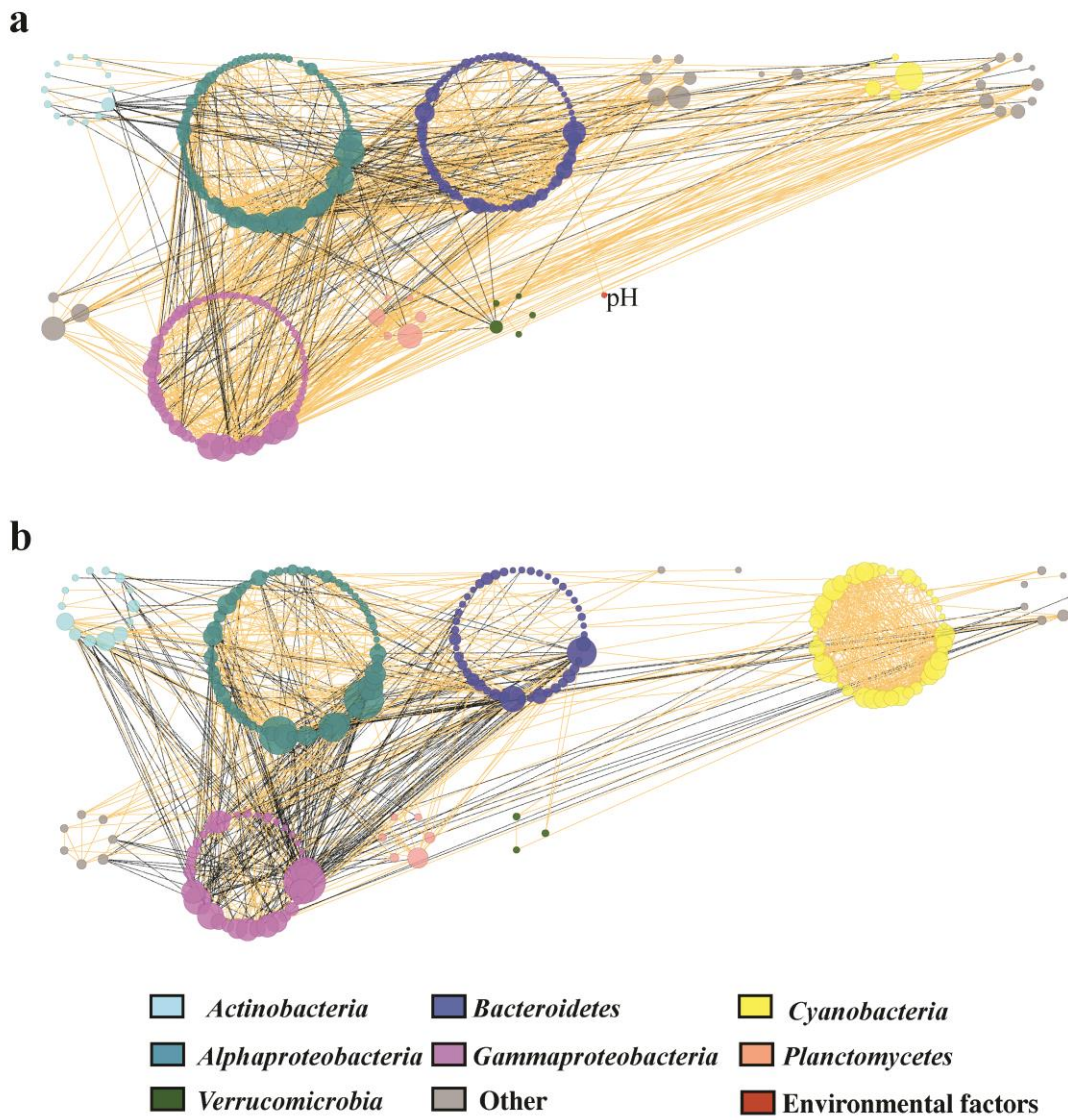 a
pH
b
Actinobacteria Bacteroidetes Cyanobacteria
Alphaproteobacteria Gammaproteobacteria Planctomycetes
Verrucomicrobia Other Environmental factors